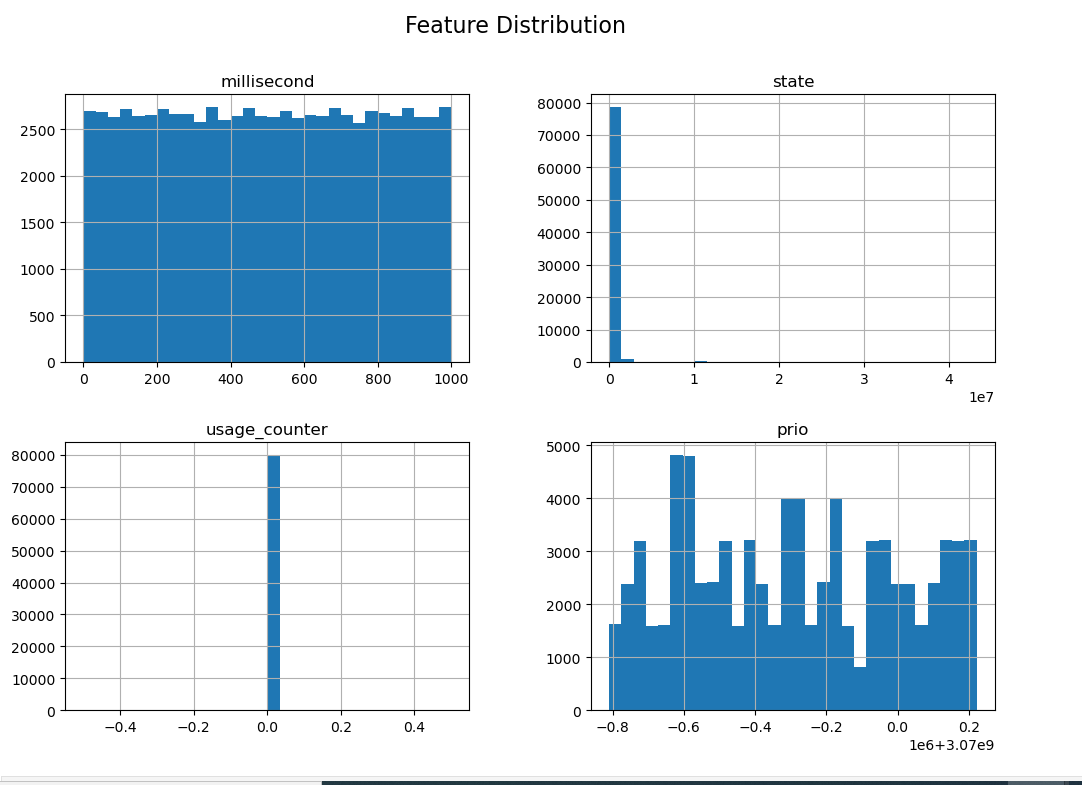 Feature Distribution
millisecond
2500
2000
1500
1000
500
0
0 200 400 600 800 1000
state
80000
70000
60000
50000
40000
30000
20000
10000
0
0 1 2 3 4
1e7
usage_counter
80000
70000
60000
50000
40000
30000
20000
10000
0
−0.4 −0.2 0.0 0.2 0.4
prio
5000
4000
3000
2000
1000
0
−0.8 −0.6 −0.4 −0.2 0.0 0.2
1e6+3.07e9